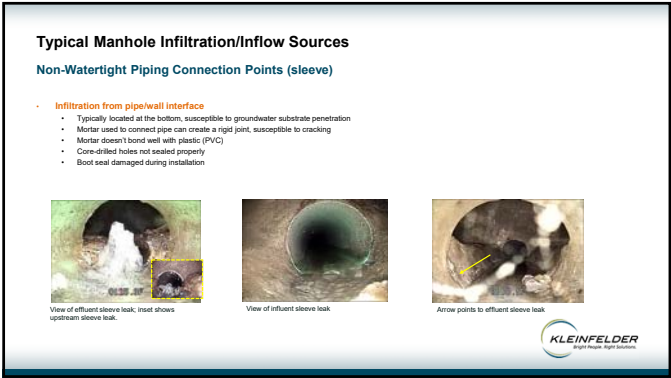 Typical Manhole Infiltration/Inflow Sources
Non-Watertight Piping Connection Points (sleeve)
• Infiltration from pipe/wall interface
• Typically located at the bottom, susceptible to groundwater substrate penetration
• Mortar used to connect pipe can create a rigid joint, susceptible to cracking
• Mortar doesn't bond well with plastic (PVC)
• Core-drilled holes not sealed properly
• Boot seal damaged during installation
View of effluent sleeve leak; inset shows
upstream sleeve leak.
View of influent sleeve leak
Arrow points to effluent sleeve leak
KLEINFELDER
Bright People. Right Solutions.